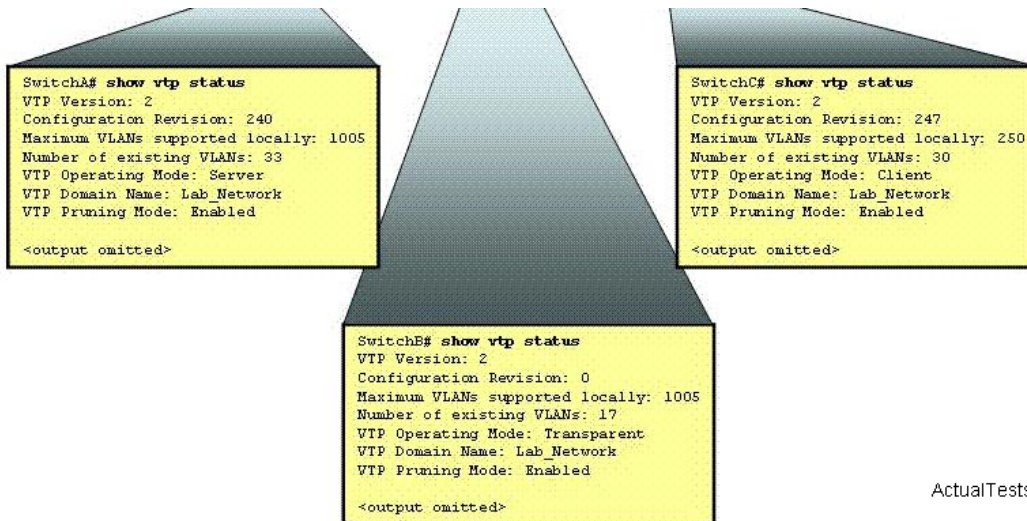 SwitchA# show vtp status
VTP Version: 2
Configuration Revision: 240
Maximum VLANs supported locally: 1005
Number of existing VLANs: 33
VTP Operating Mode: Server
VTP Domain Name: Lab_Network
VTP Pruning Mode: Enabled
<output omitted>
SwitchC# show vtp status
VTP Version: 2
Configuration Revision: 247
Maximum VLANs supported locally: 250
Number of existing VLANs: 30
VTP Operating Mode: Client
VTP Domain Name: Lab_Network
VTP Pruning Mode: Enabled
<output omitted>
SwitchB# show vtp status
VTP Version: 2
Configuration Revision: 0
Maximum VLANs supported locally: 1005
Number of existing VLANs: 17
VTP Operating Mode: Transparent
VTP Domain Name: Lab_Network
VTP Pruning Mode: Enabled
<output omitted>
ActualTests